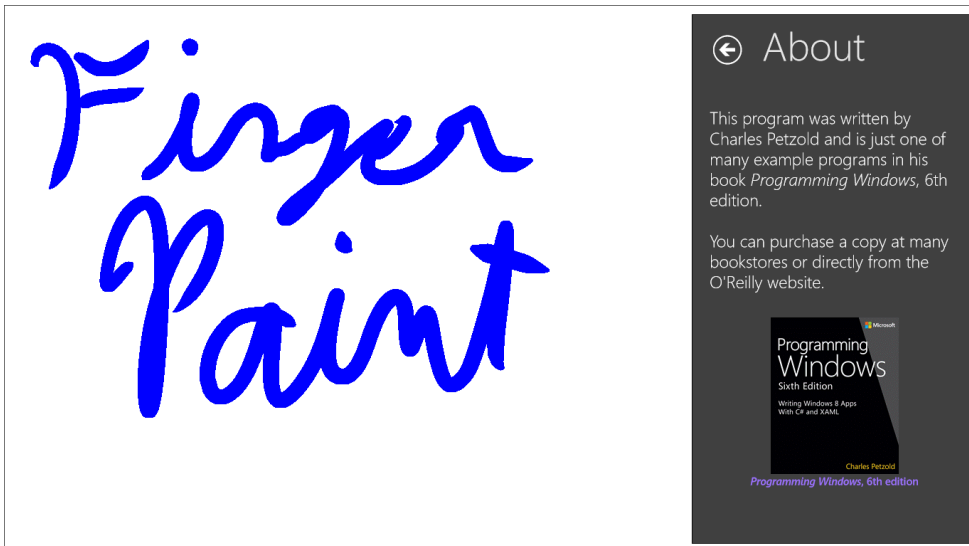 Finger
Paint
About
This program was written by
Charles Petzold and is just one of
many example programs in his
book Programming Windows, 6th
edition.
You can purchase a copy at many
bookstores or directly from the
O'Reilly website.
Microsoft
Programming
Windows
Sixth Edition
Writing Windows 8 Apps
With C# and XAML
Charles Petzold
Programming Windows, 6th edition